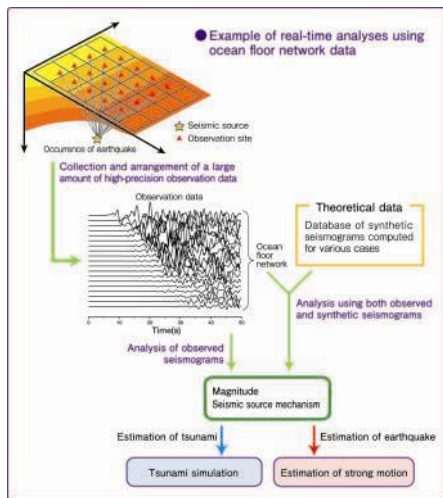 Example of real-time analyses using
ocean floor network data
Seismic source
Observation site
Occurrence of earthquake
Collection and arrangement of a large
amount of high-precision observation data
Observation data
Theoretical data
Database of synthetic
seismograms computed
for various cases
Ocean
floor
network
0 10 20 30 40 50
Time(s)
Analysis using both observed
and synthetic seismograms
Analysis of observed
seismograms
Magnitude
Seismic source mechanism
Estimation of tsunami
Estimation of earthquake
Tsunami simulation
Estimation of strong motion